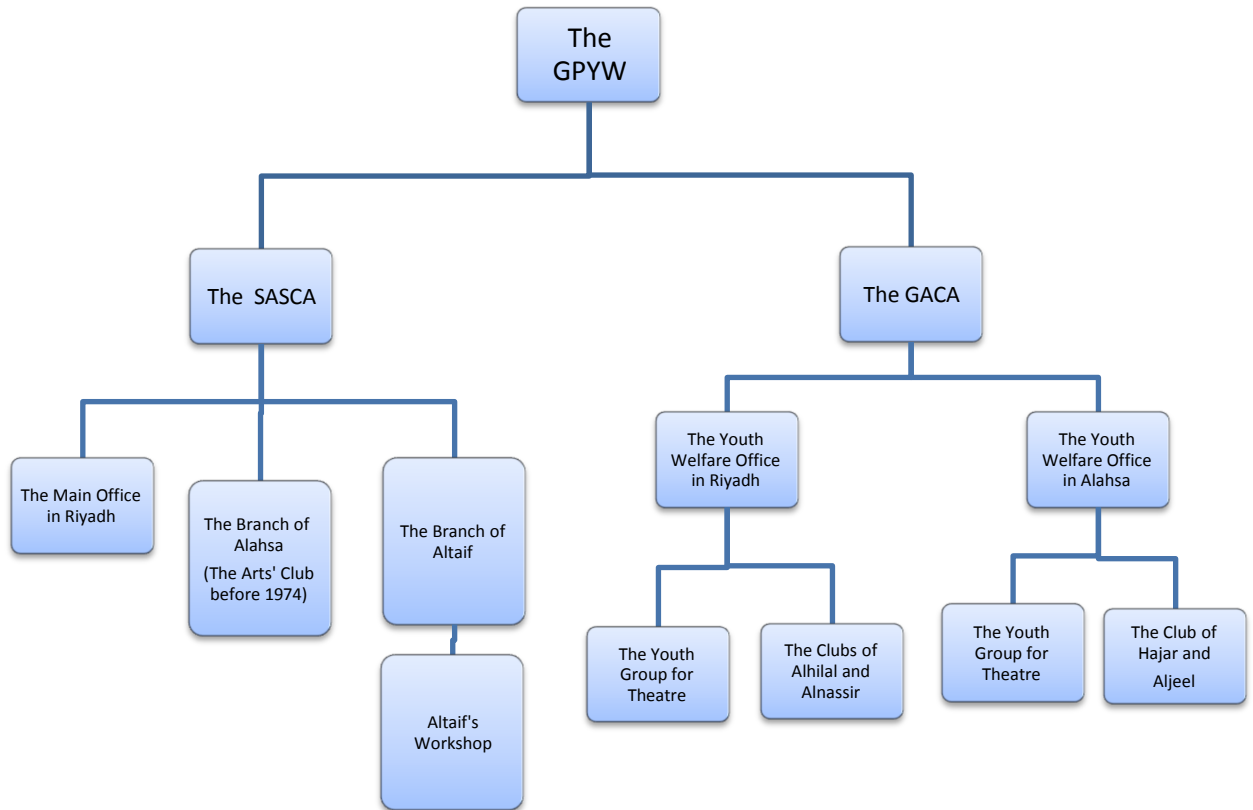 The
GPYW
The SASCA
The GACA
The Main Office
in Riyadh
The Branch of
Alahsa
(The Arts' Club
before 1974)
The Branch of
Altaif
The Youth
Welfare Office
in Riyadh
The Youth
Welfare Office
in Alahsa
Altaif's
Workshop
The Youth
Group for
Theatre
The Clubs of
Alhilal and
Alnassir
The Youth
Group for
Theatre
The Club of
Hajar and
Aljeel